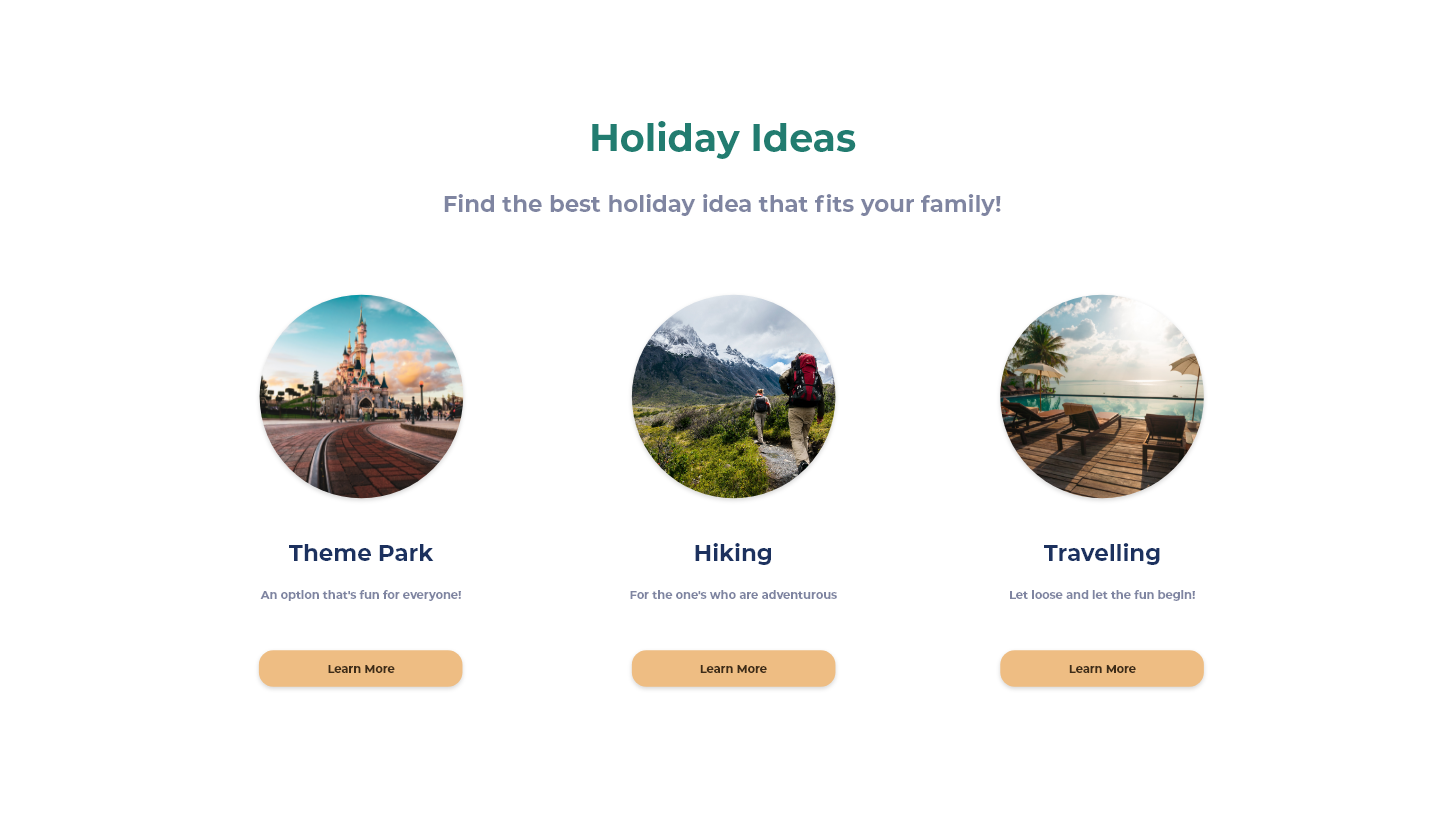 Holiday Ideas
Find the best holiday idea that fits your family!
Theme Park
An option that's fun for everyone!
Learn More
Hiking
For the one's who are adventurous
Learn More
Travelling
Let loose and let the fun begin!
Learn More